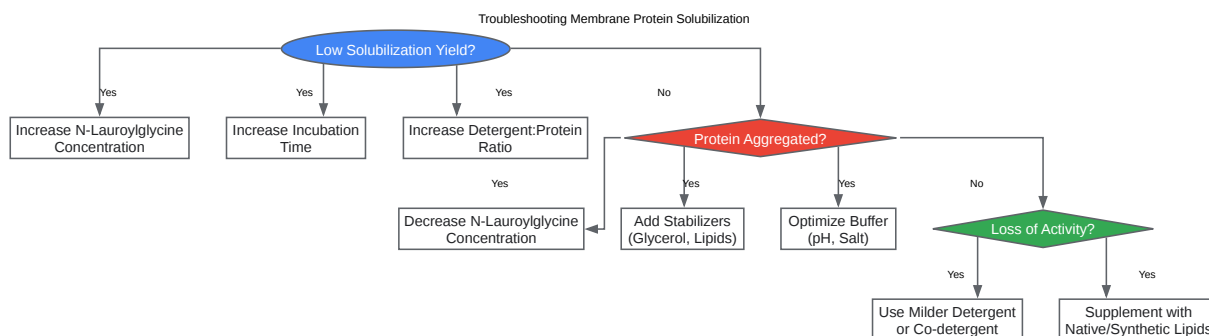 Troubleshooting Membrane Protein Solubilization
Low Solubilization Yield?
Yes
Yes
Yes
No
Increase N-Lauroylglycine
Concentration
Increase Incubation
Time
Increase Detergent:Protein
Ratio
Protein Aggregated?
Yes
Yes
Yes
No
Decrease N-Lauroylglycine
Concentration
Add Stabilizers
(Glycerol, Lipids)
Optimize Buffer
(pH, Salt)
Loss of Activity?
Yes
Yes
Use Milder Detergent
or Co-detergent
Supplement with
Native/Synthetic Lipids